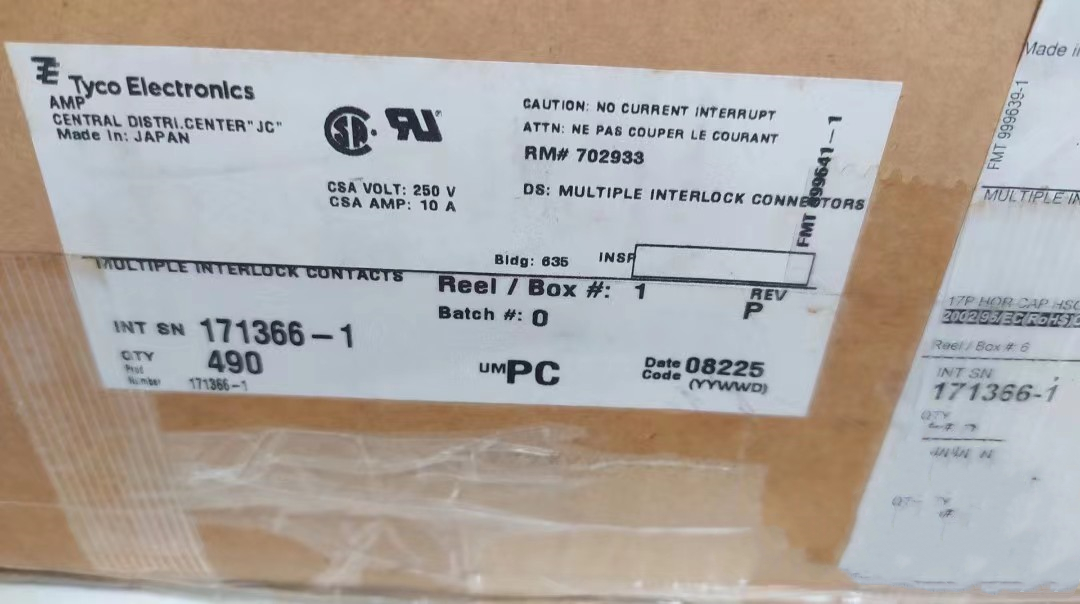 Tyco Electronics
AMP
CENTRAL DISTRI.CENTER"JC"
Made In: JAPAN
CSA VOLT: 250 V
CSA AMP: 10 A
CAUTION: NO CURRENT INTERRUPT
ATTN: NE PAS COUPER LE COURANT
RM# 702933
DS: MULTIPLE INTERLOCK CONNECTORS
FMT 999641-1
Bldg: 635 INSP
MULTIPLE INTERLOCK CONTACTS
Reel / Box #: 1
REV
P
Batch #: 0
INT SN 171366-1
QTY 490
Prod
Number 171366-1
UM PC
Date Code 08225
(YYWWD)
Made in
FMT 999639-1
MULTIPLE IN
17P HOR CAP HSG
2002/95/EC(RoHS)C
Reel / Box #: 6
INT SN
171366-1
QTY